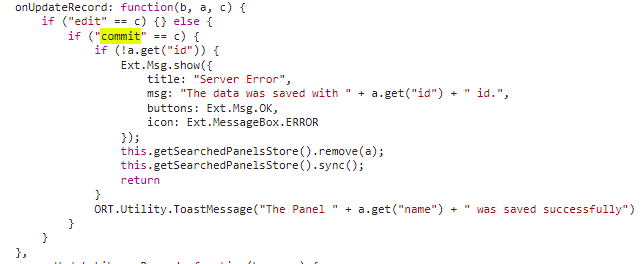 onUpdateRecord: function(b, a, c) {
    if ("edit" == c) {} else {
        if ("commit" == c) {
            if (!a.get("id")) {
                Ext.Msg.show({
                    title: "Server Error",
                    msg: "The data was saved with " + a.get("id") + " id.",
                    buttons: Ext.Msg.OK,
                    icon: Ext.MessageBox.ERROR
                });
                this.getSearchedPanelsStore().remove(a);
                this.getSearchedPanelsStore().sync();
                return
            }
            ORT.Utility.ToastMessage("The Panel " + a.get("name") + " was saved successfully")
        }
    }
},